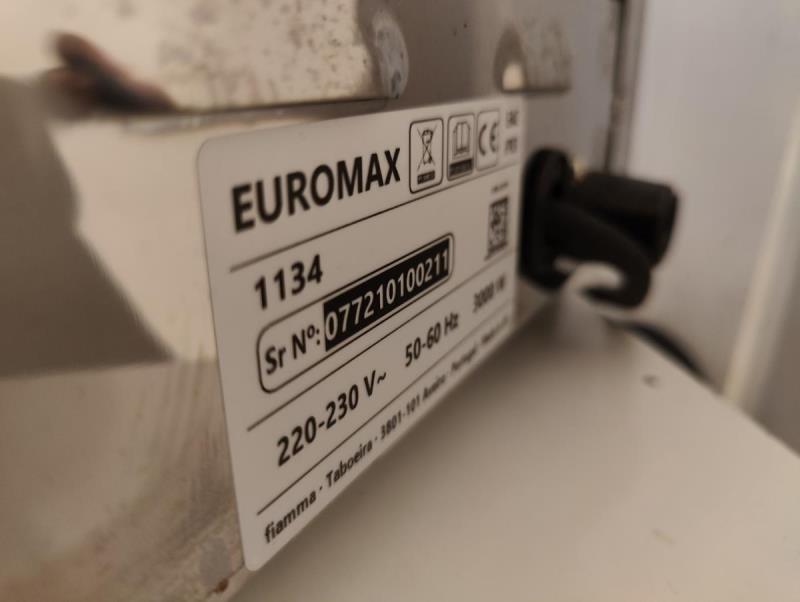 EUROMAX
1134
Sr Nº: 077210100211
220-230 V~ 50-60 Hz 3000 W
fiamma · Taboeira · 3801-101 Aveiro · Portugal